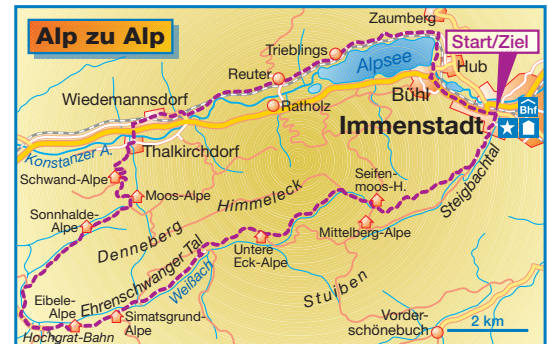 Alp zu Alp
Zaumberg
Start/Ziel
Trieblings
Alpsee
Hub
Reuter
Bühl
Wiedemannsdorf
Ratholz
Immenstadt
Bhf
Konstanzer A.
Thalkirchdorf
Schwand-Alpe
Moos-Alpe
Seifen-
moos-H.
Steigbachtal
Himmeleck
Sonnhalde-
Alpe
Denneberg
Mittelberg-Alpe
Ehrenschwanger Tal
Untere
Eck-Alpe
Weißach
Stuiben
Eibele-
Alpe
Simatsgrund-
Alpe
Hochgrat-Bahn
Vorder-
schönebuch
2 km